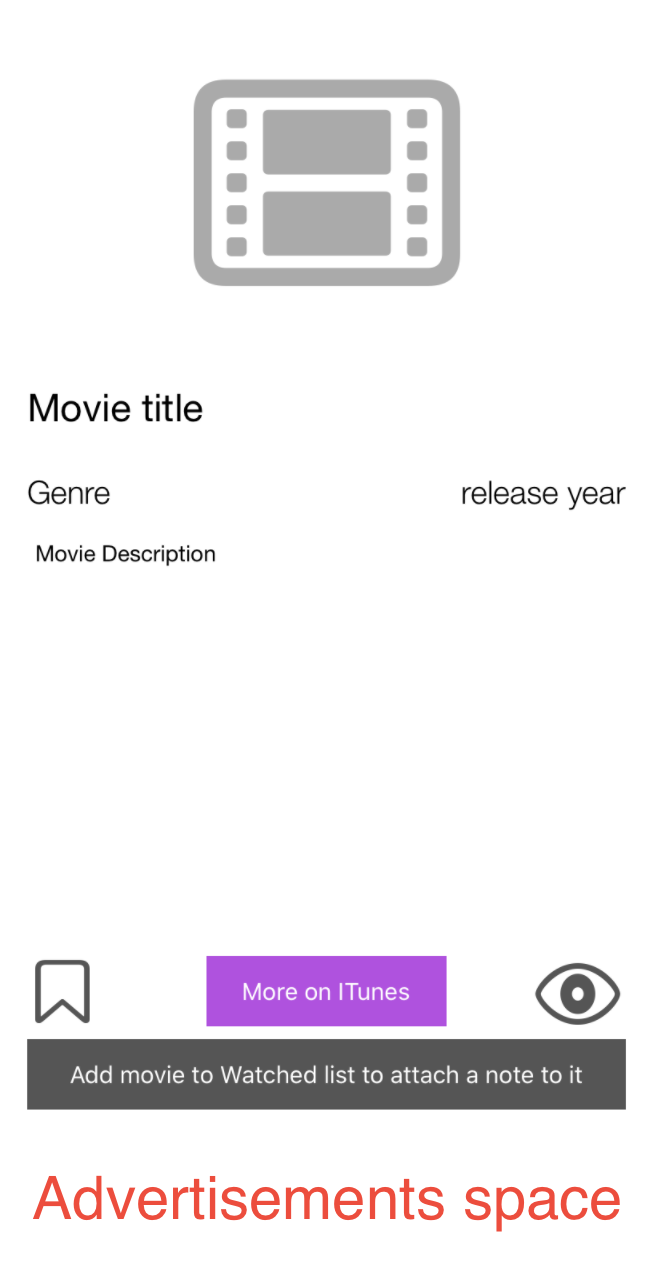 Movie title
Genre release year
Movie Description
More on ITunes
Add movie to Watched list to attach a note to it
Advertisements space